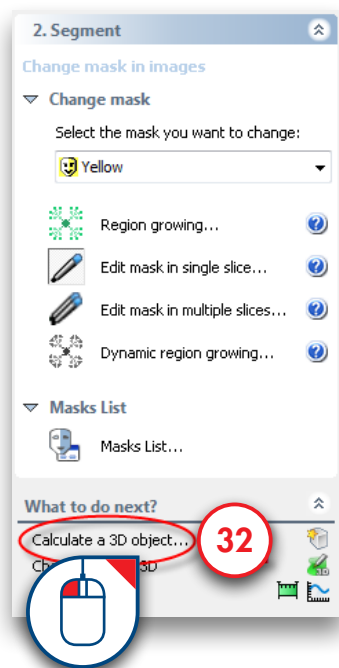 2. Segment
Change mask in images
Change mask
Select the mask you want to change:
Yellow
Region growing...
Edit mask in single slice...
Edit mask in multiple slices...
Dynamic region growing...
Masks List
Masks List...
What to do next?
Calculate a 3D object...
32
3D